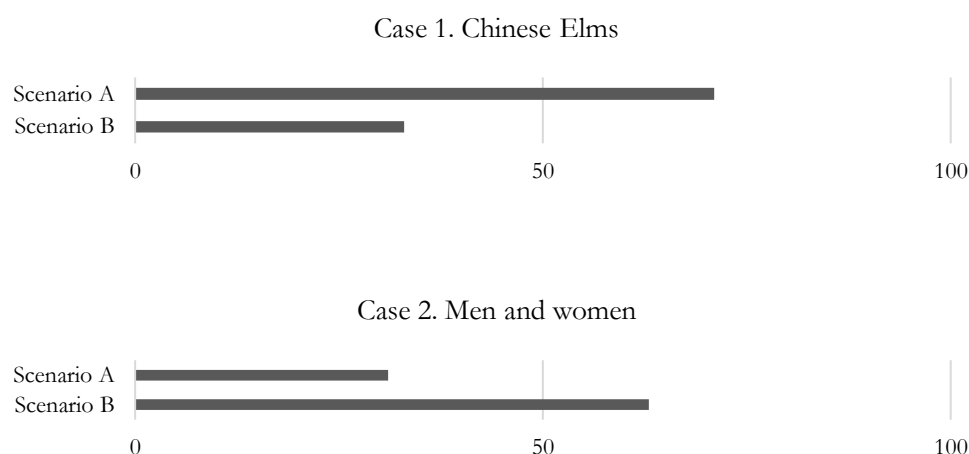 Case 1. Chinese Elms
Scenario A
Scenario B
0 50 100
Case 2. Men and women
Scenario A
Scenario B
0 50 100